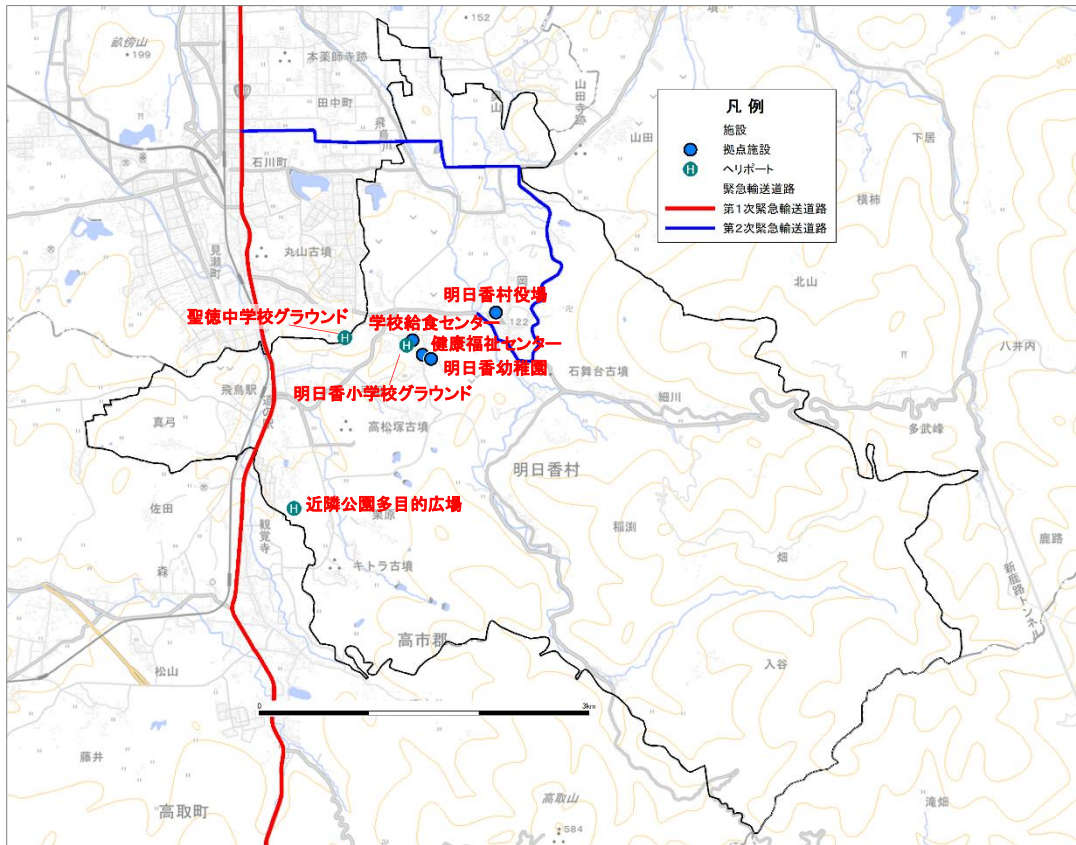 畝傍山
・199
・152
本薬師寺跡
田中町
飛鳥川
奥山
山田寺跡
山田
石川町
下居
横柿
凡例
施設
拠点施設
H
ヘリポート
緊急輸送道路
第1次緊急輸送道路
第2次緊急輸送道路
丸山古墳
見瀬町
岡
北山
明日香村役場
聖徳中学校グラウンド
学校給食センター
122
H
H
健康福祉センター
明日香幼稚園
八井内
石舞台古墳
明日香小学校グラウンド
飛鳥駅
道の駅
細川
真弓
高松塚古墳
多武峰
明日香村
近隣公園多目的広場
H
佐田
栗原
稲渕
観覚寺
畑
鹿路
森
キトラ古墳
新鹿路トンネル
高市郡
松山
入谷
0
3km
藤井
高取町
高取山
・584
滝畑